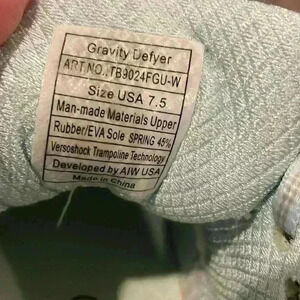 Gravity Defyer
ART.NO.:TB9024FGU-W
Size USA 7.5
Man-made Materials Upper
Rubber/EVA Sole SPRING 45%
Versoshock Trampoline Technology
Developed by AIW USA
Made in China